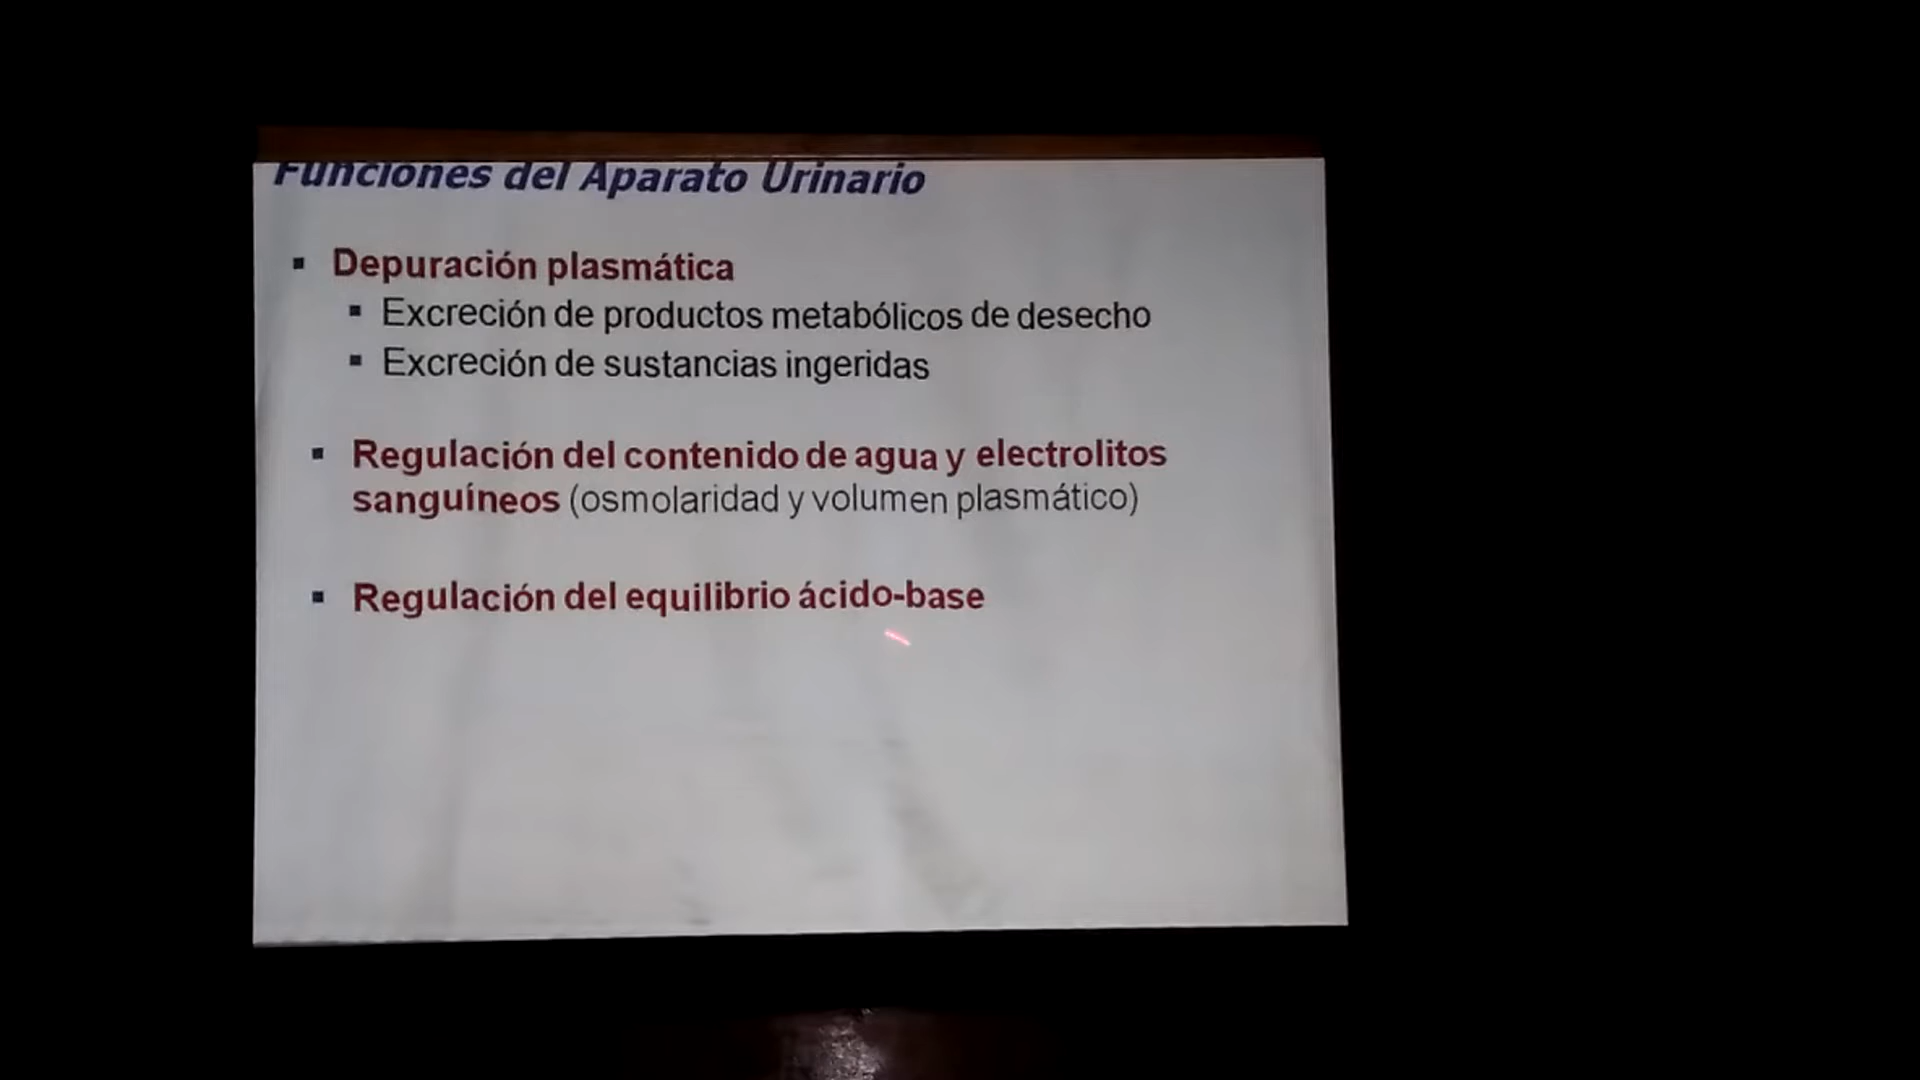 Funciones del Aparato Urinario
Depuración plasmática
Excreción de productos metabólicos de desecho
Excreción de sustancias ingeridas
Regulación del contenido de agua y electrolitos
sanguíneos (osmolaridad y volumen plasmático)
Regulación del equilibrio ácido-base